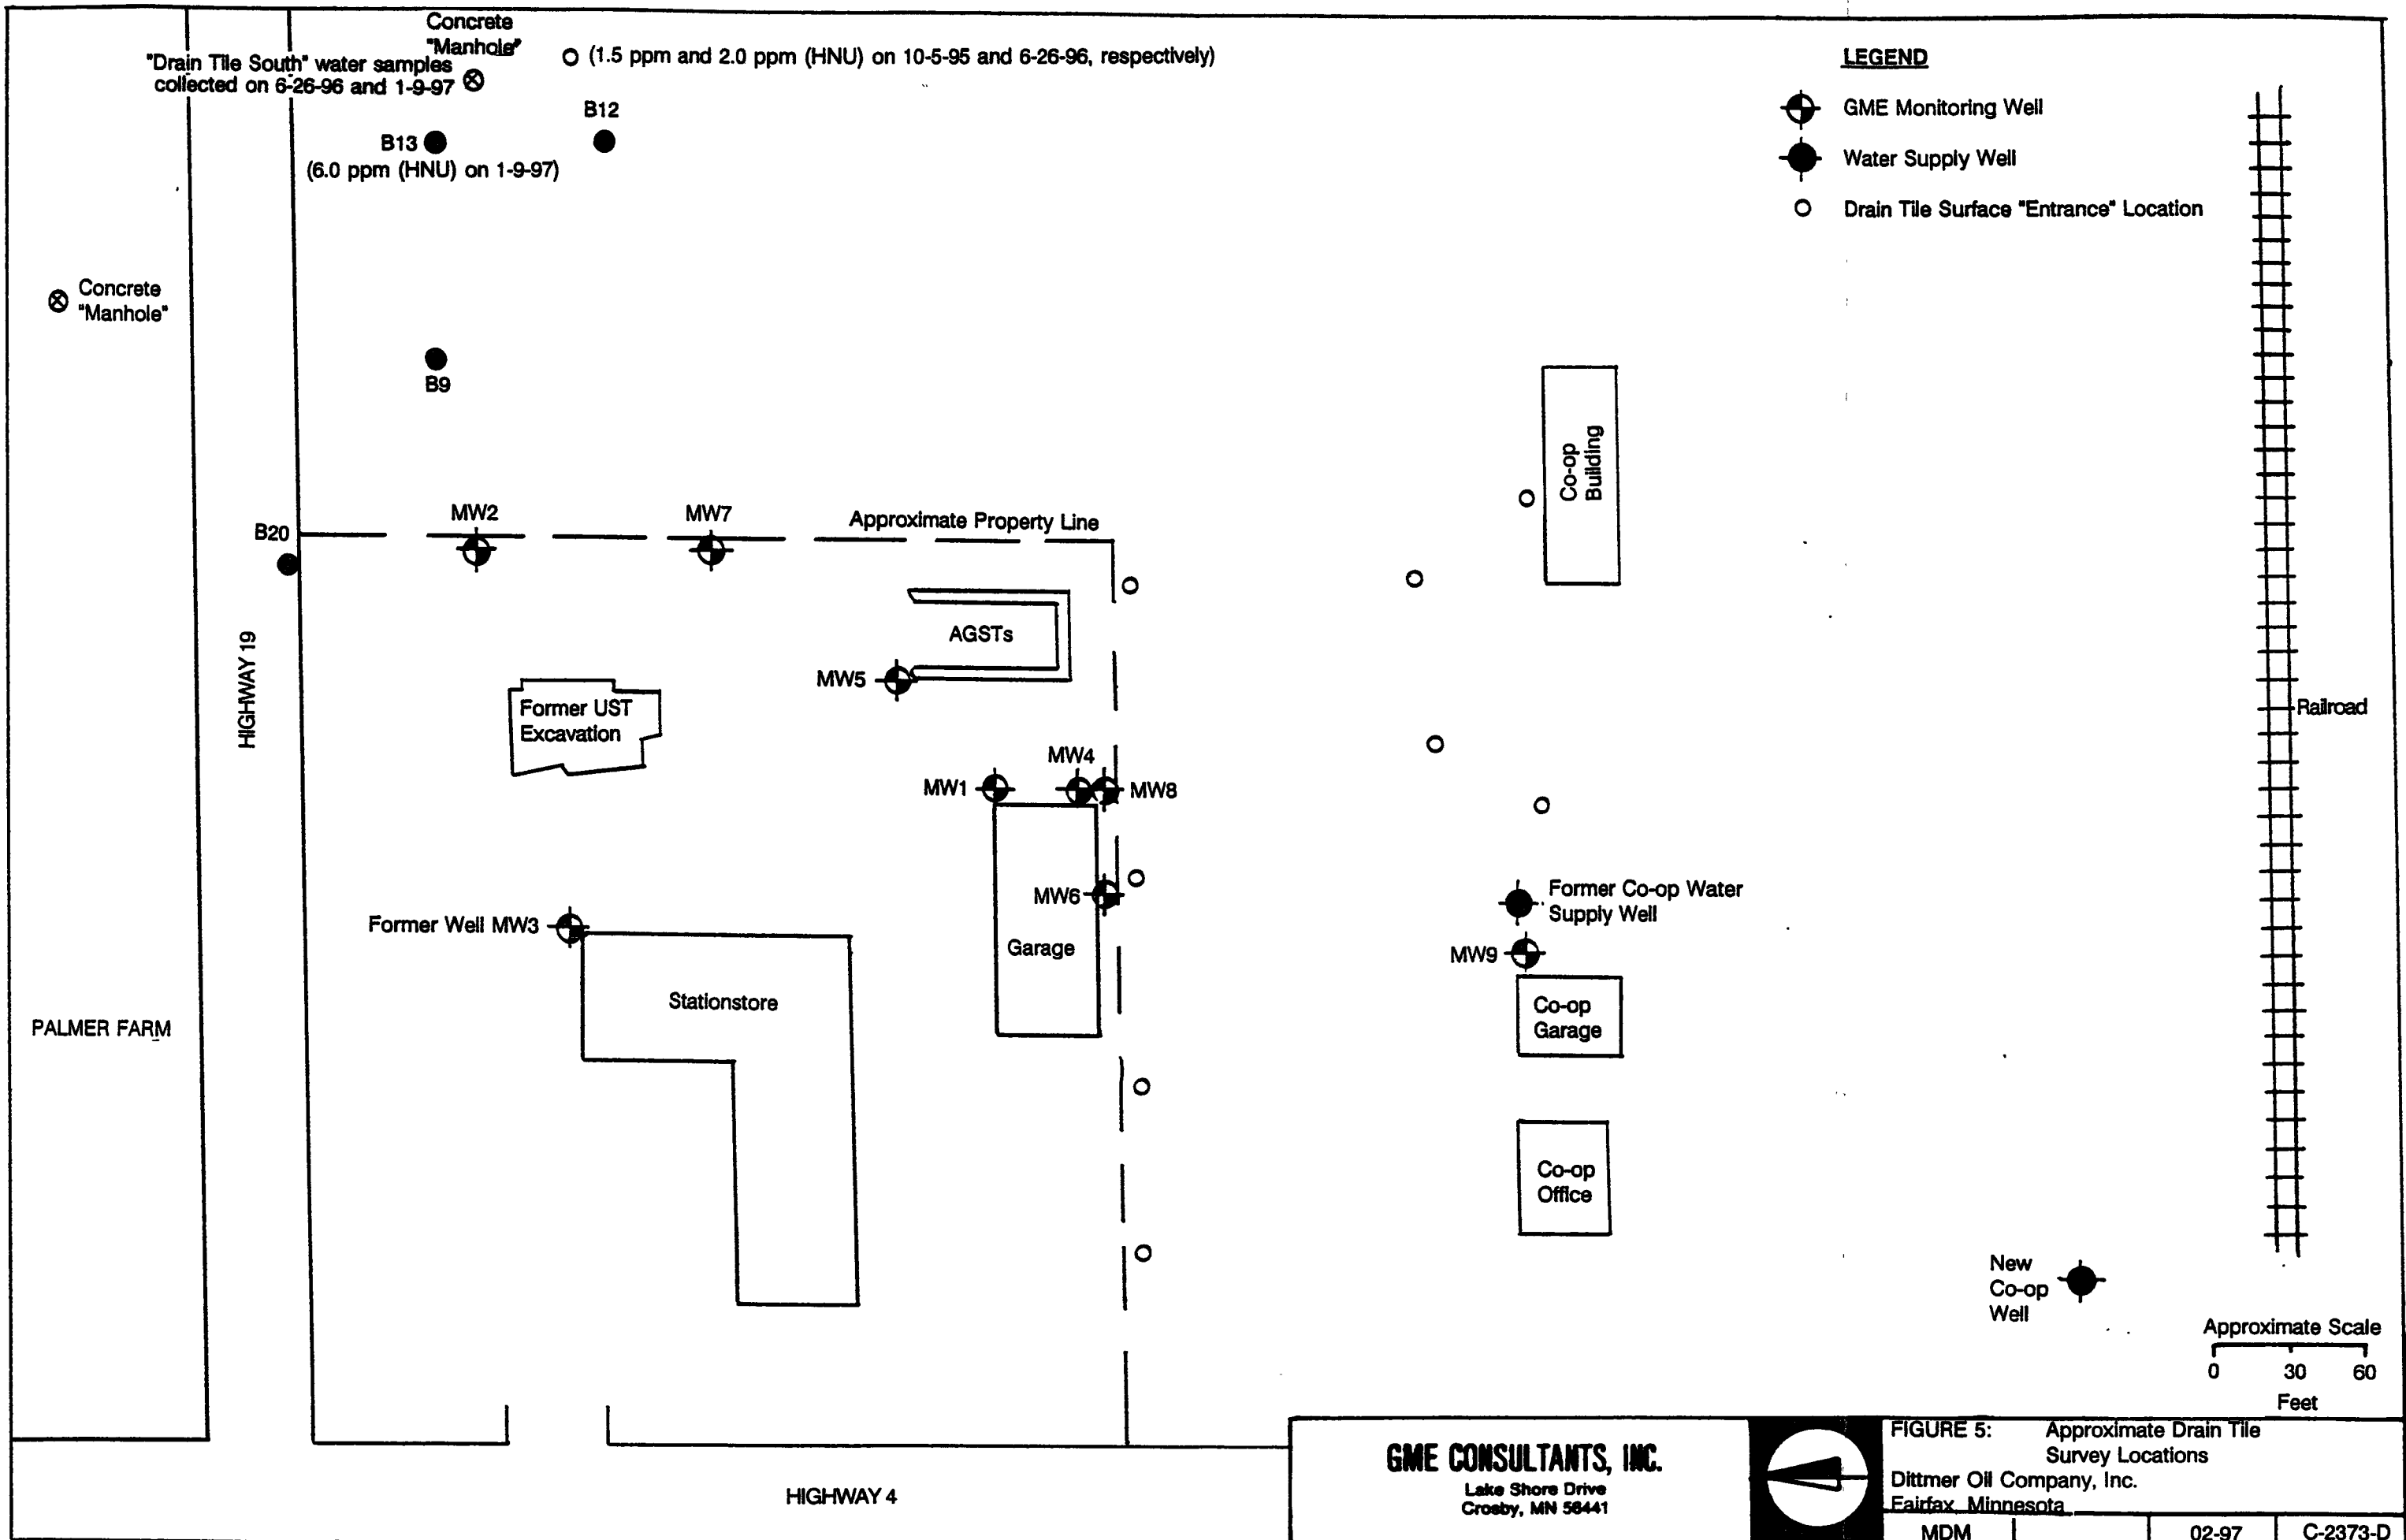 Concrete
"Manhole"
"Drain Tile South" water samples
collected on 6-26-96 and 1-9-97
(1.5 ppm and 2.0 ppm (HNU) on 10-5-95 and 6-26-96, respectively)
B12
B13
(6.0 ppm (HNU) on 1-9-97)
LEGEND
GME Monitoring Well
Water Supply Well
Drain Tile Surface "Entrance" Location
Concrete
"Manhole"
B9
Co-op
Building
B20
MW2
MW7
Approximate Property Line
HIGHWAY 19
AGSTs
MW5
Former UST
Excavation
Railroad
MW4
MW1
MW8
MW6
Former Co-op Water
Supply Well
Former Well MW3
Garage
MW9
Stationstore
Co-op
Garage
PALMER FARM
Co-op
Office
New
Co-op
Well
Approximate Scale
0 30 60
Feet
HIGHWAY 4
GME CONSULTANTS, INC.
Lake Shore Drive
Crosby, MN 56441
FIGURE 5: Approximate Drain Tile
Survey Locations
Dittmer Oil Company, Inc.
Fairfax, Minnesota
MDM 02-97 C-2373-D